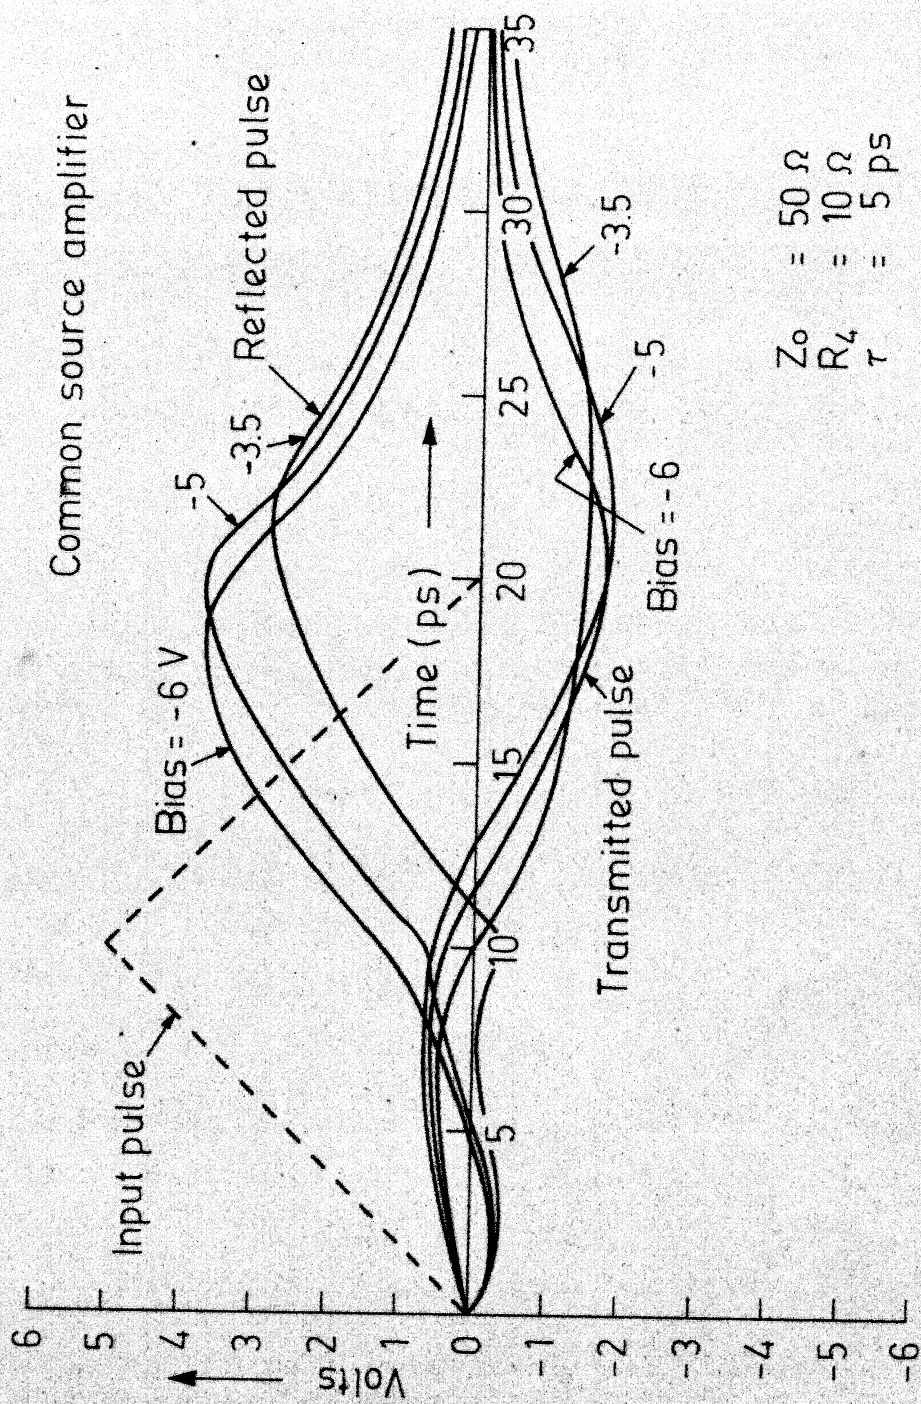 Common source amplifier
Input pulse
Bias = -6 V
-5
-3.5
Reflected pulse
Volts
6
5
4
3
2
1
0
-1
-2
-3
-4
-5
-6
Time (ps)
5
10
15
20
25
30
35
Transmitted pulse
Bias = -6
-5
-3.5
Z₀ = 50 Ω
R₄ = 10 Ω
τ = 5 ps